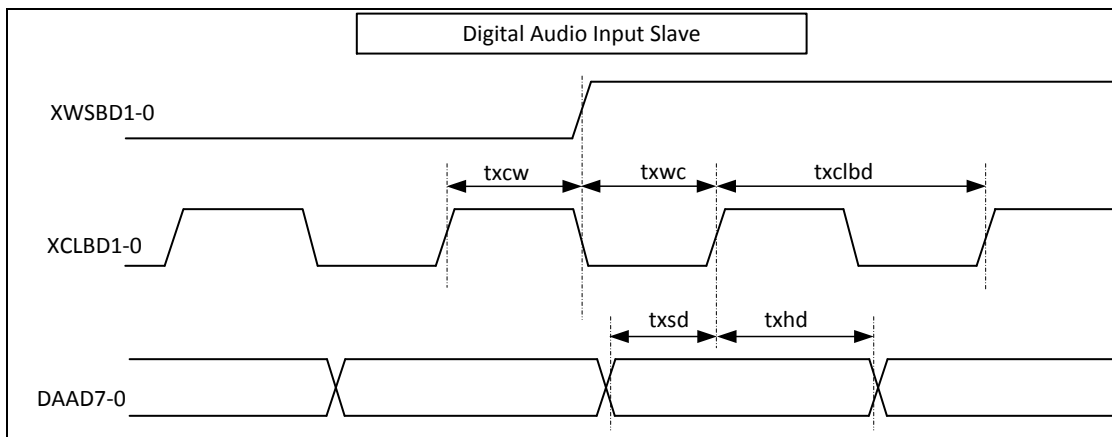 Digital Audio Input Slave
XWSBD1-0
txcw txwc txclbd
XCLBD1-0
txsd txhd
DAAD7-0